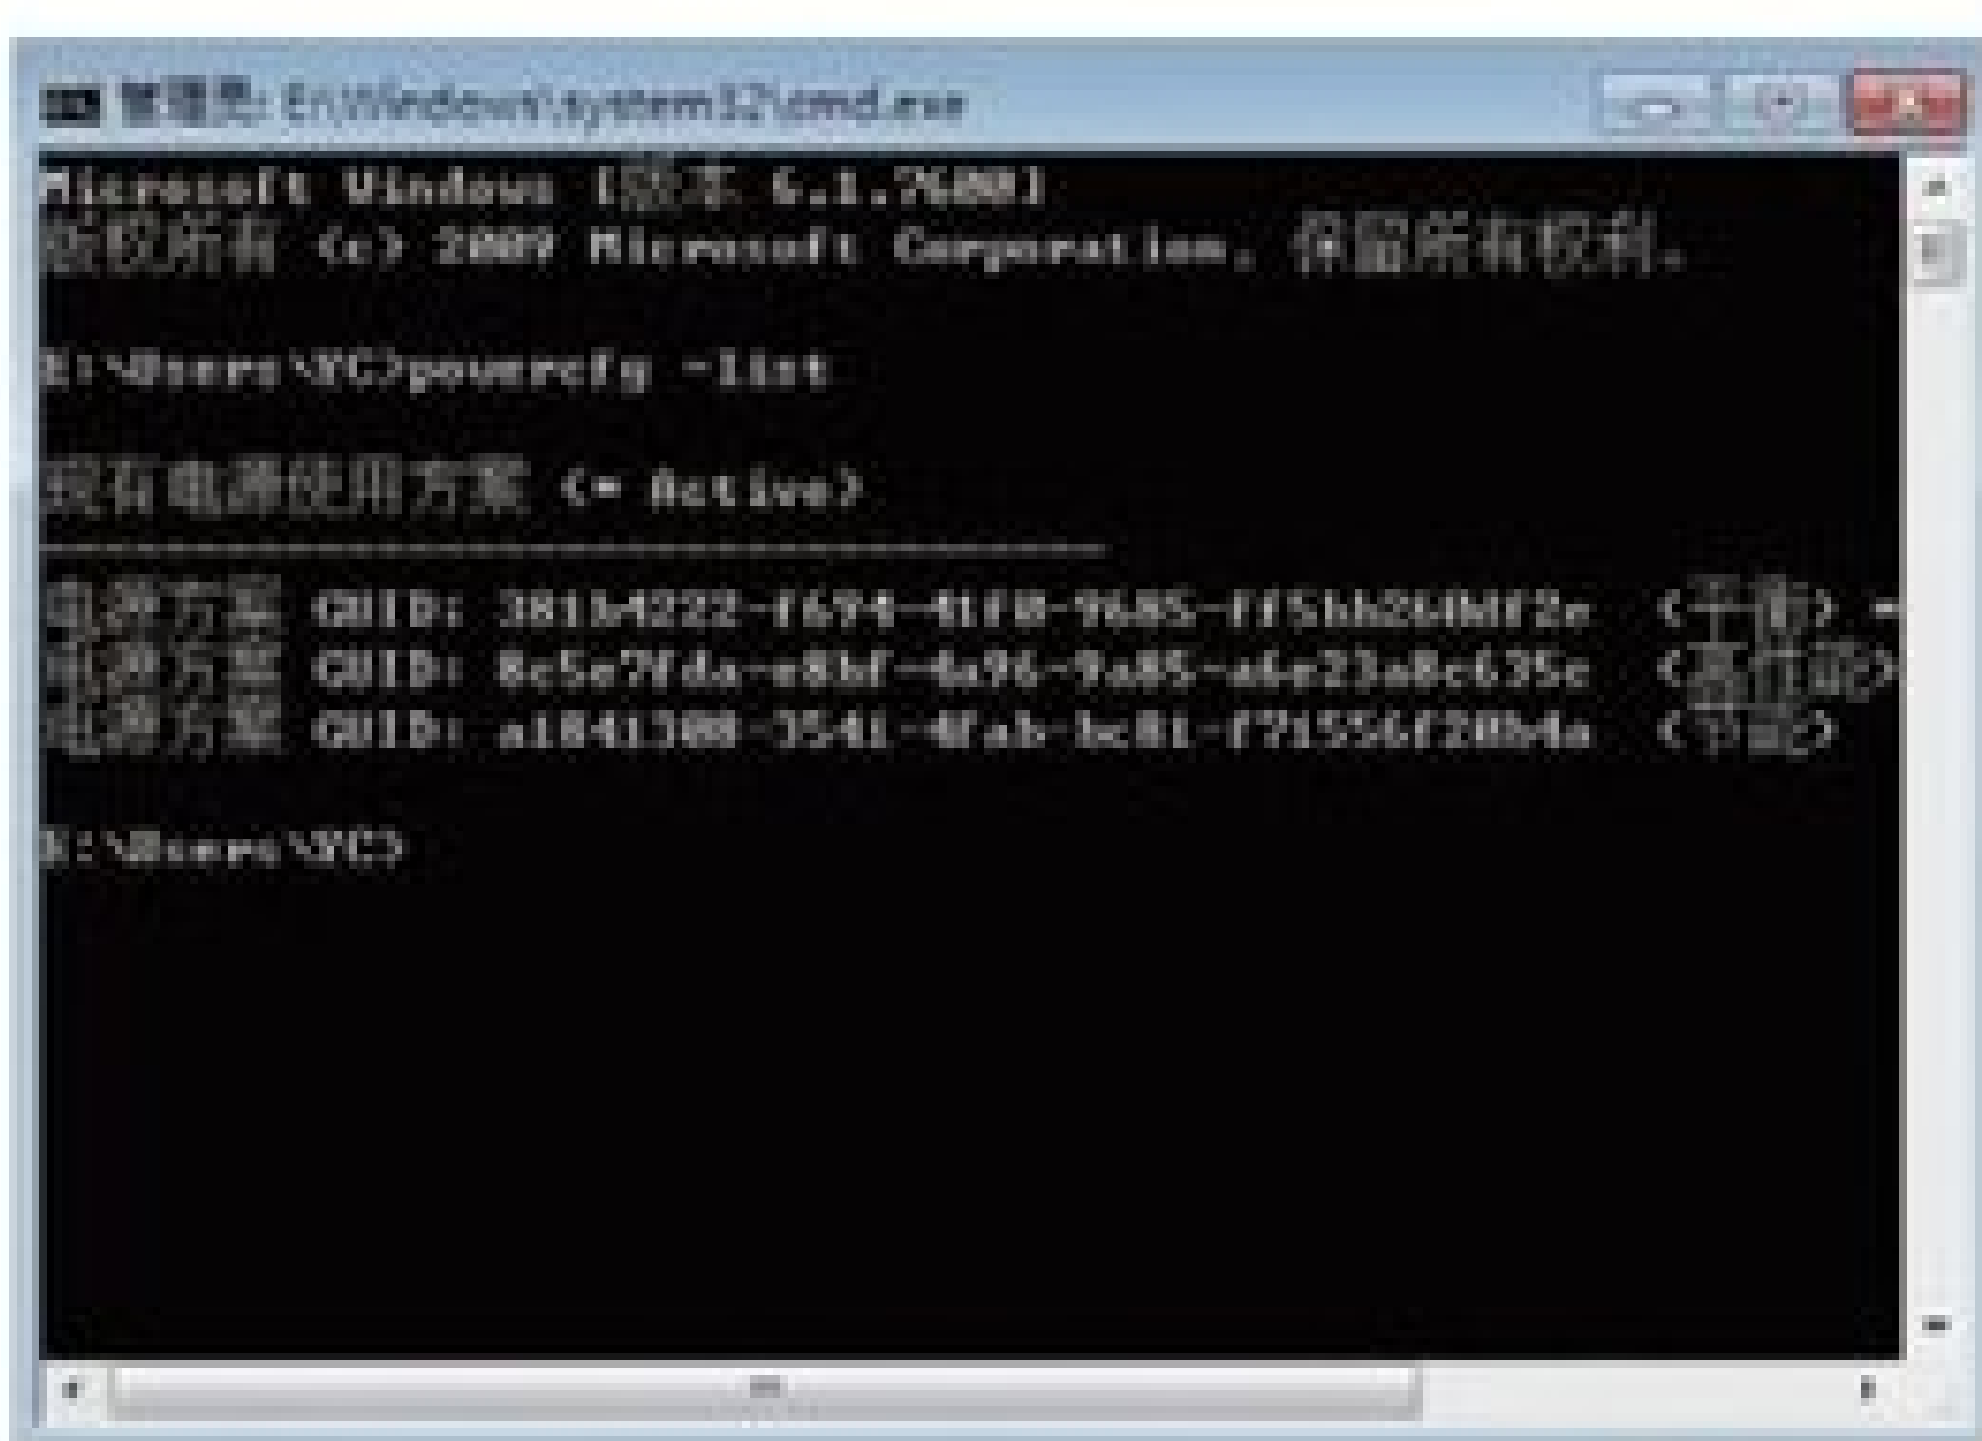 管理员: E:\Windows\system32\cmd.exe
Microsoft Windows [版本 6.1.7600]
版权所有 (c) 2009 Microsoft Corporation。保留所有权利。
E:\Users\YC>powercfg -list
现有电源使用方案 (* Active)
-----------------------------------
电源方案 GUID: 381b4222-f694-41f0-9685-ff5bb260df2e (平衡) *
电源方案 GUID: 8c5e7fda-e8bf-4a96-9a85-a6e23a8c635c (高性能)
电源方案 GUID: a1841308-3541-4fab-bc81-f71556f20b4a (节能)
E:\Users\YC>